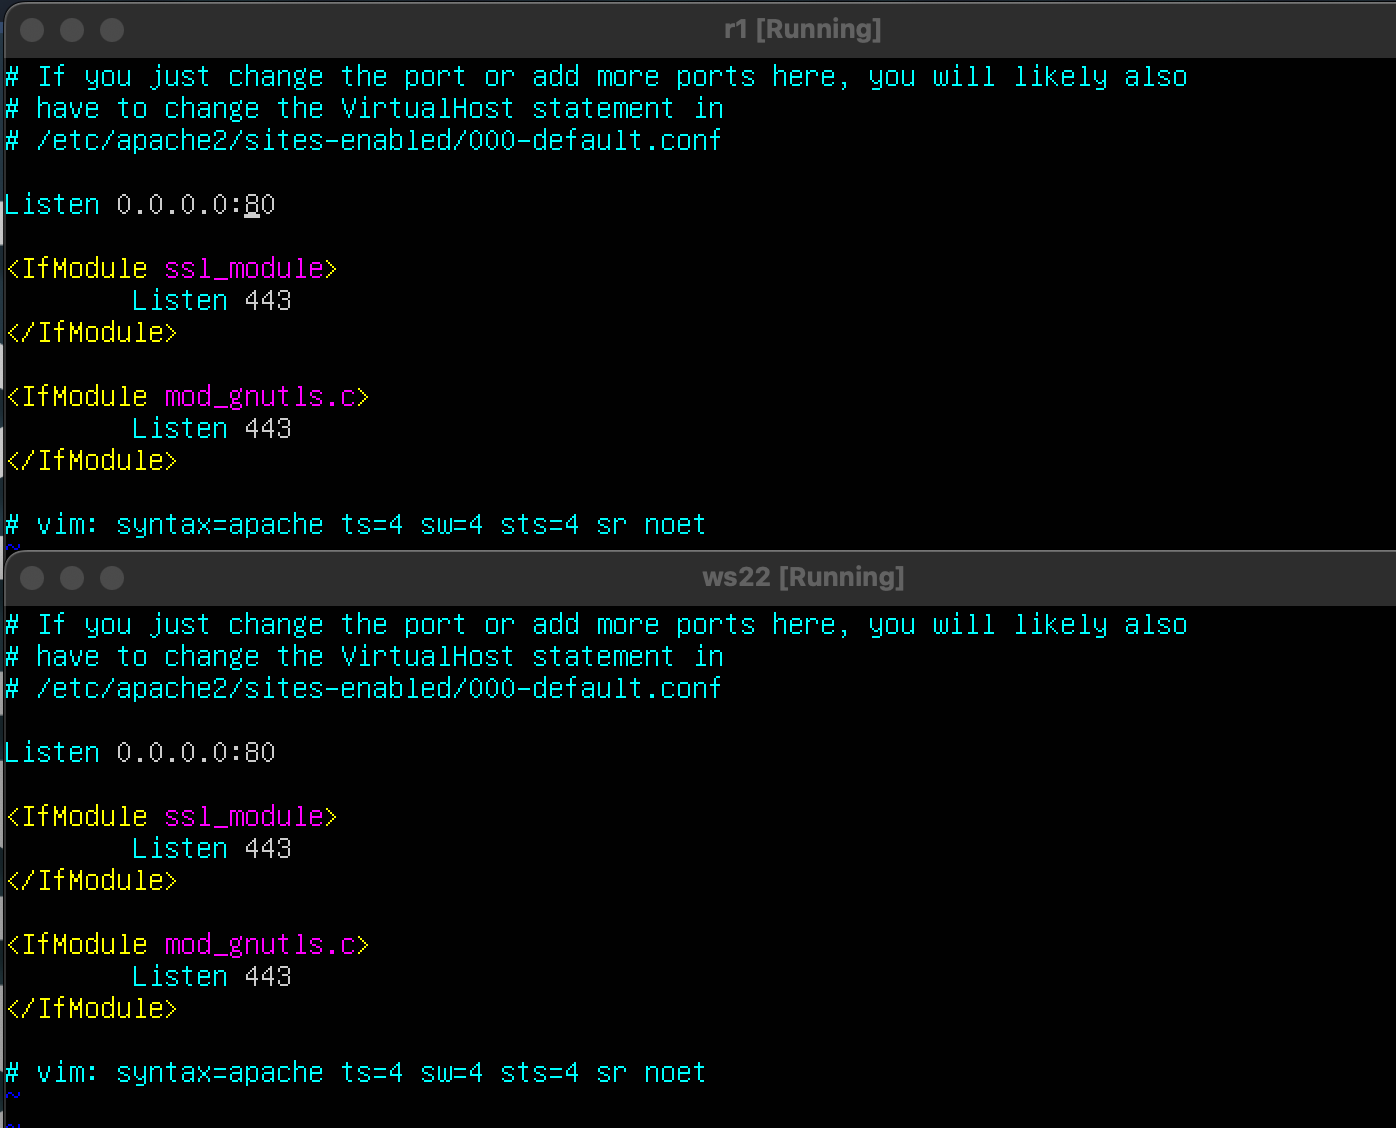 r1 [Running]
# If you just change the port or add more ports here, you will likely also
# have to change the VirtualHost statement in
# /etc/apache2/sites-enabled/000-default.conf
Listen 0.0.0.0:80
<IfModule ssl_module>
        Listen 443
</IfModule>
<IfModule mod_gnutls.c>
        Listen 443
</IfModule>
# vim: syntax=apache ts=4 sw=4 sts=4 sr noet
~
ws22 [Running]
# If you just change the port or add more ports here, you will likely also
# have to change the VirtualHost statement in
# /etc/apache2/sites-enabled/000-default.conf
Listen 0.0.0.0:80
<IfModule ssl_module>
        Listen 443
</IfModule>
<IfModule mod_gnutls.c>
        Listen 443
</IfModule>
# vim: syntax=apache ts=4 sw=4 sts=4 sr noet
~
~